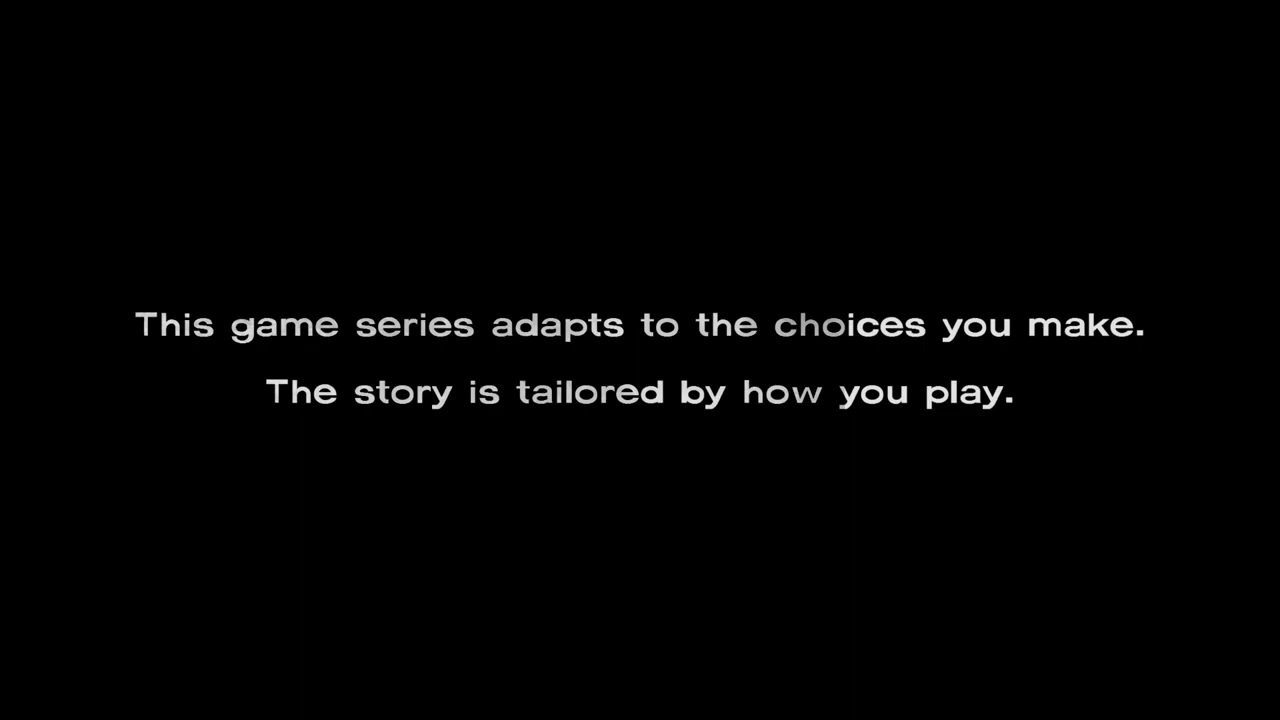 This game series adapts to the choices you make.
The story is tailored by how you play.